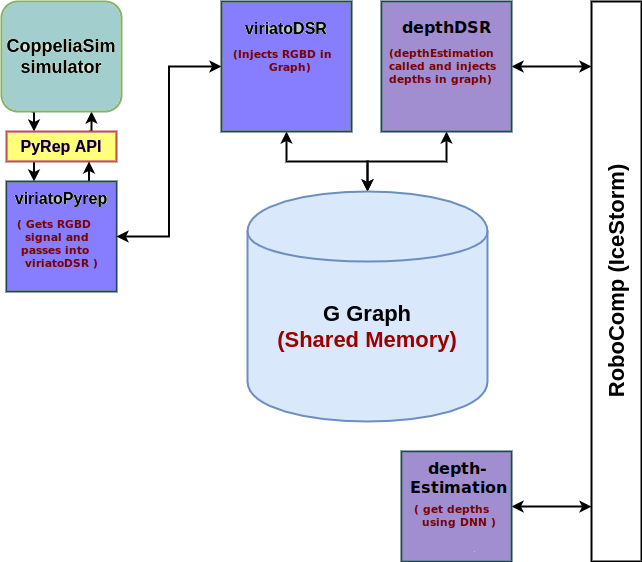 CoppeliaSim
simulator
PyRep API
viriatoPyrep
( Gets RGBD
signal and
passes into
viriatoDSR )
viriatoDSR
(Injects RGBD in
Graph)
depthDSR
(depthEstimation
called and injects
depths in graph)
G Graph
(Shared Memory)
depth-
Estimation
( get depths
using DNN )
RoboComp (IceStorm)